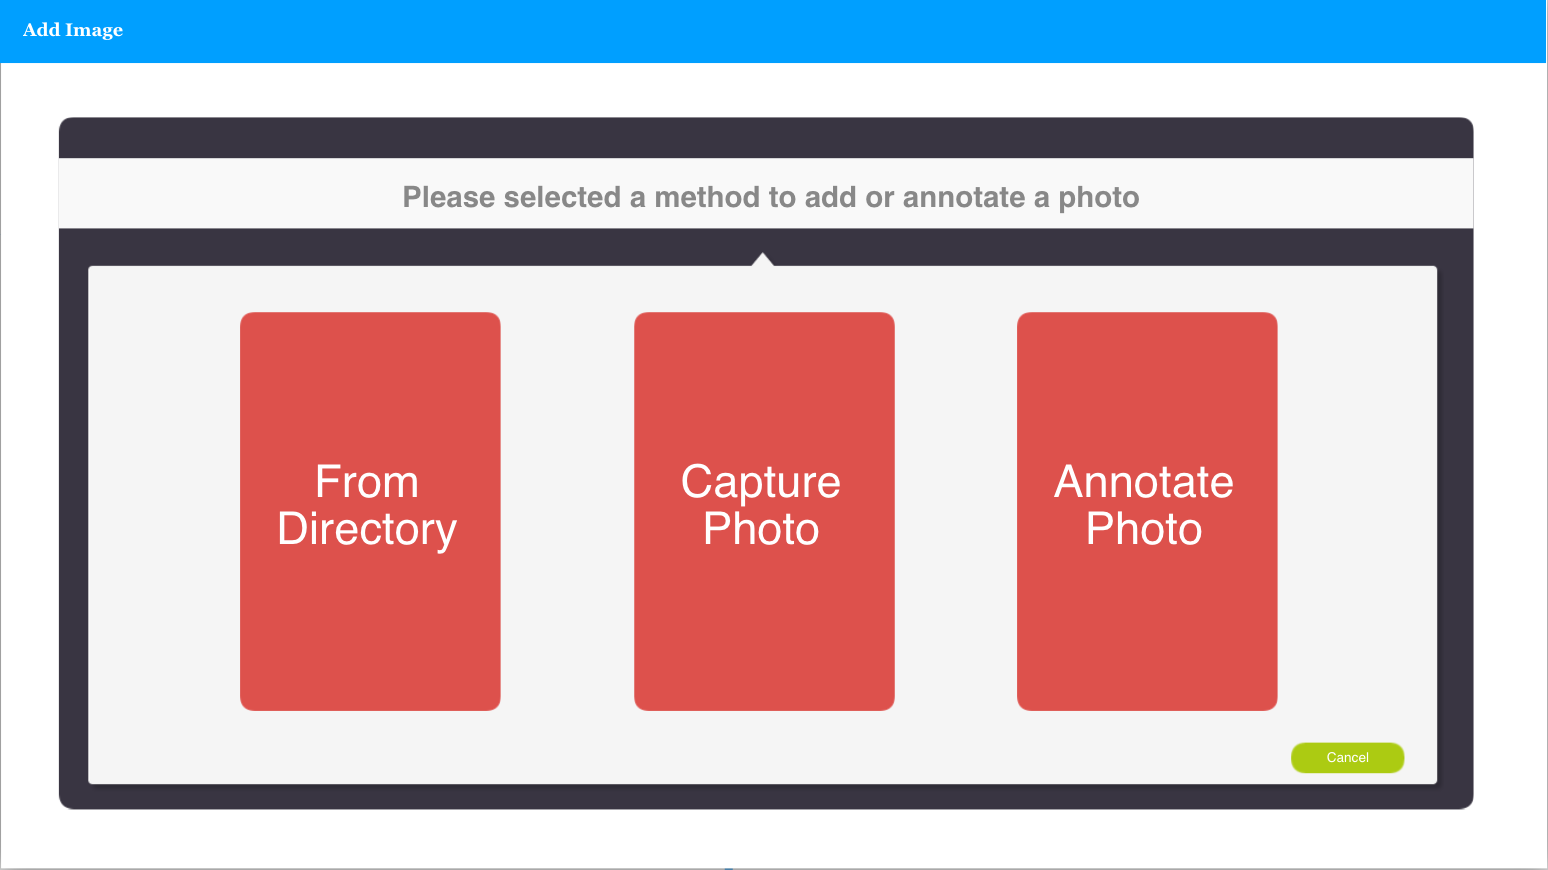 Add Image
Please selected a method to add or annotate a photo
From
Directory
Capture
Photo
Annotate
Photo
Cancel